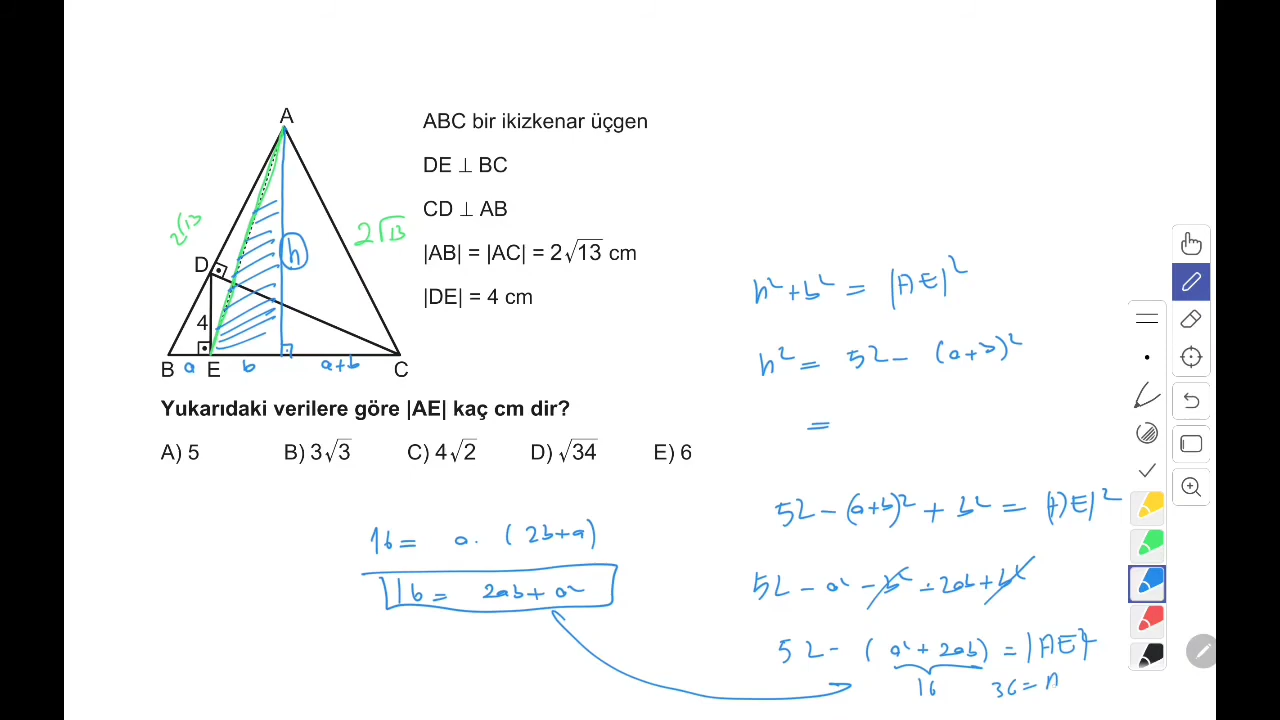 A
ABC bir ikizkenar üçgen
DE ⊥ BC
CD ⊥ AB
|AB| = |AC| = 2√13 cm
|DE| = 4 cm
2√13
2√13
h
D
4
B a E b a+b C
Yukarıdaki verilere göre |AE| kaç cm dir?
A) 5 B) 3√3 C) 4√2 D) √34 E) 6
h² + b² = |AE|²
h² = 52 - (a+b)²
=
52 - (a+b)² + b² = |AE|²
52 - a² - b² - 2ab + b²
52 - (a² + 2ab) = |AE|²
16 36 = A
16 = a. (2b+a)
16 = 2ab + a²